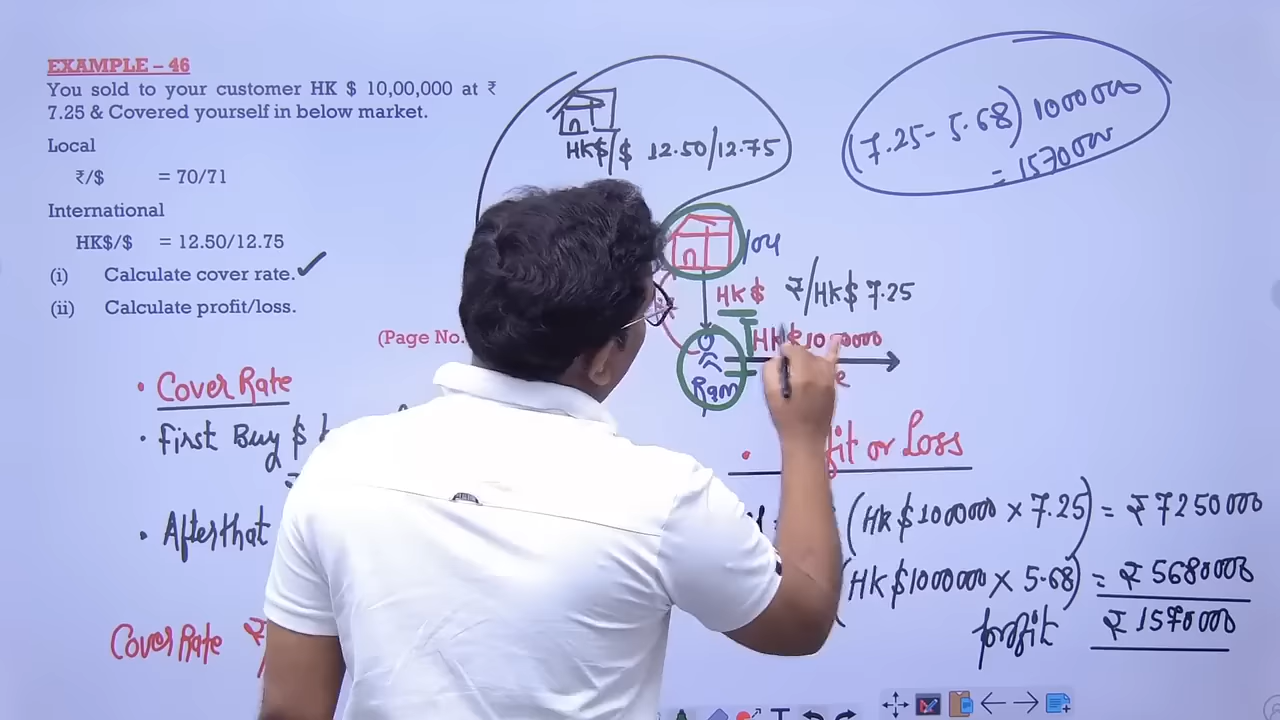 EXAMPLE – 46
You sold to your customer HK $ 10,00,000 at ₹
7.25 & Covered yourself in below market.
Local
₹/$ = 70/71
International
HK$/$ = 12.50/12.75
(i) Calculate cover rate.
(ii) Calculate profit/loss.
(Page No.
• Cover Rate
• First Buy $
• After that
Cover Rate ₹
HK$/$ 12.50/12.75
(7.25 - 5.68) 1000000
= 1570000
HK$ ₹/HK$ 7.25
Ram
or Loss
(HK$1000000 × 7.25) = ₹7250000
(HK$1000000 × 5.68) = ₹5680000
profit ₹1570000